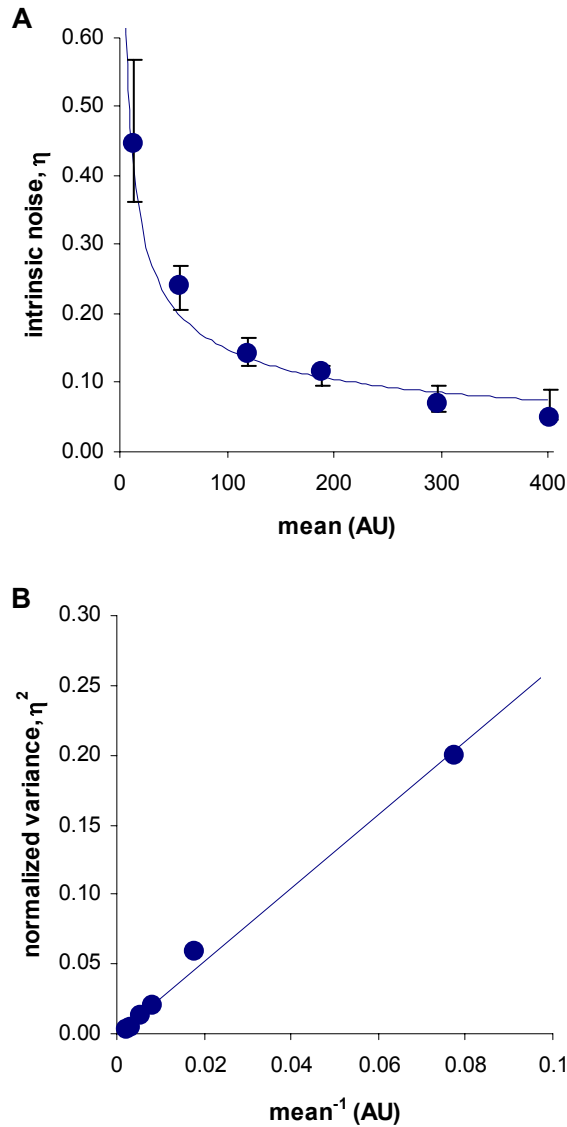 A
0.60
0.50
0.40
0.30
0.20
0.10
0.00
intrinsic noise, η
0 100 200 300 400
mean (AU)
B
0.30
0.25
0.20
0.15
0.10
0.05
0.00
normalized variance, η²
0 0.02 0.04 0.06 0.08 0.1
mean⁻¹ (AU)